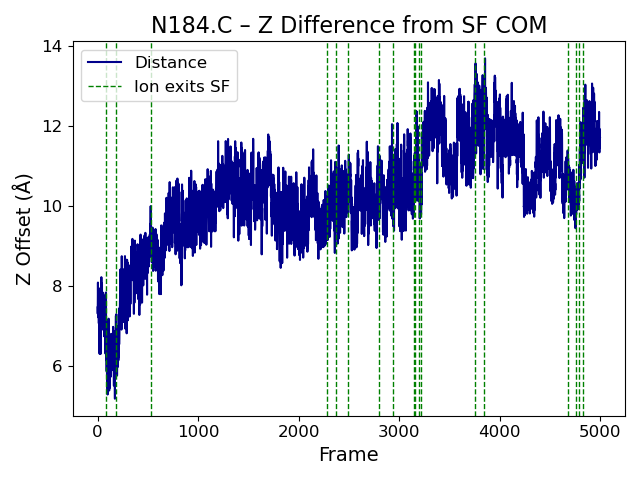 N184.C – Z Difference from SF COM
Distance
Ion exits SF
Z Offset (Å)
14
12
10
8
6
0 1000 2000 3000 4000 5000
Frame